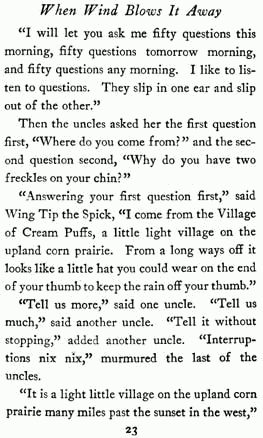 When Wind Blows It Away
“I will let you ask me fifty questions this
morning, fifty questions tomorrow morning,
and fifty questions any morning. I like to lis-
ten to questions. They slip in one ear and slip
out of the other.”
Then the uncles asked her the first question
first, “Where do you come from?” and the sec-
ond question second, “Why do you have two
freckles on your chin?”
“Answering your first question first,” said
Wing Tip the Spick, “I come from the Village
of Cream Puffs, a little light village on the
upland corn prairie. From a long ways off it
looks like a little hat you could wear on the end
of your thumb to keep the rain off your thumb.”
“Tell us more,” said one uncle. “Tell us
much,” said another uncle. “Tell it without
stopping,” added another uncle. “Interrup-
tions nix nix,” murmured the last of the
uncles.
“It is a light little village on the upland corn
prairie many miles past the sunset in the west,”
23